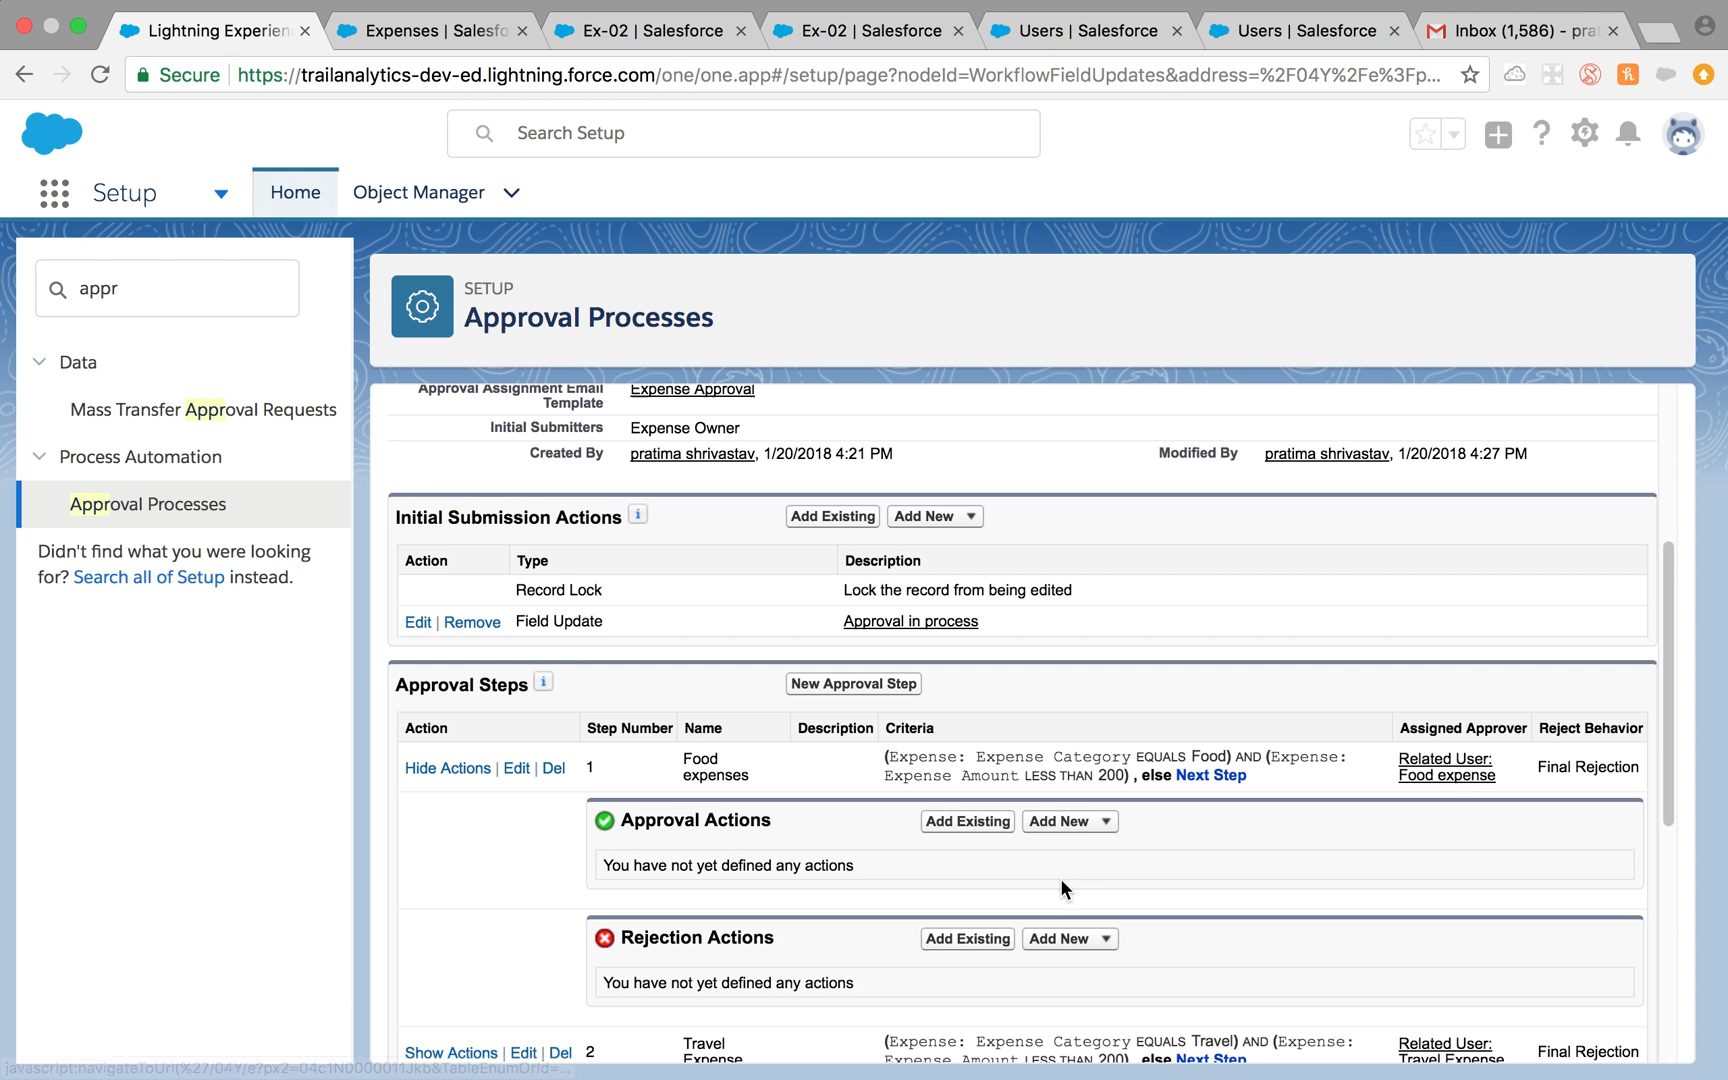 Lightning Experien
Expenses | Salesfo
Ex-02 | Salesforce
Ex-02 | Salesforce
Users | Salesforce
Users | Salesforce
Inbox (1,586) - pra
Secure
https://trailanalytics-dev-ed.lightning.force.com/one/one.app#/setup/page?nodeId=WorkflowFieldUpdates&address=%2F04Y%2Fe%3Fp...
Search Setup
Setup
Home
Object Manager
appr
Data
Mass Transfer Approval Requests
Process Automation
Approval Processes
Didn't find what you were looking
for? Search all of Setup instead.
SETUP
Approval Processes
Approval Assignment Email
Template
Expense Approval
Initial Submitters Expense Owner
Created By pratima shrivastav, 1/20/2018 4:21 PM
Modified By pratima shrivastav, 1/20/2018 4:27 PM
Initial Submission Actions i Add Existing Add New
Action Type Description
Record Lock Lock the record from being edited
Edit | Remove Field Update Approval in process
Approval Steps i New Approval Step
Action Step Number Name Description Criteria Assigned Approver Reject Behavior
Hide Actions | Edit | Del 1
Food
expenses
(Expense: Expense Category EQUALS Food) AND (Expense:
Expense Amount LESS THAN 200) , else Next Step
Related User:
Food expense
Final Rejection
Approval Actions Add Existing Add New
You have not yet defined any actions
Rejection Actions Add Existing Add New
You have not yet defined any actions
Show Actions | Edit | Del 2
Travel
Expense
(Expense: Expense Category EQUALS Travel) AND (Expense:
Expense Amount LESS THAN 200) else Next Step
Related User:
Travel Expense
Final Rejection